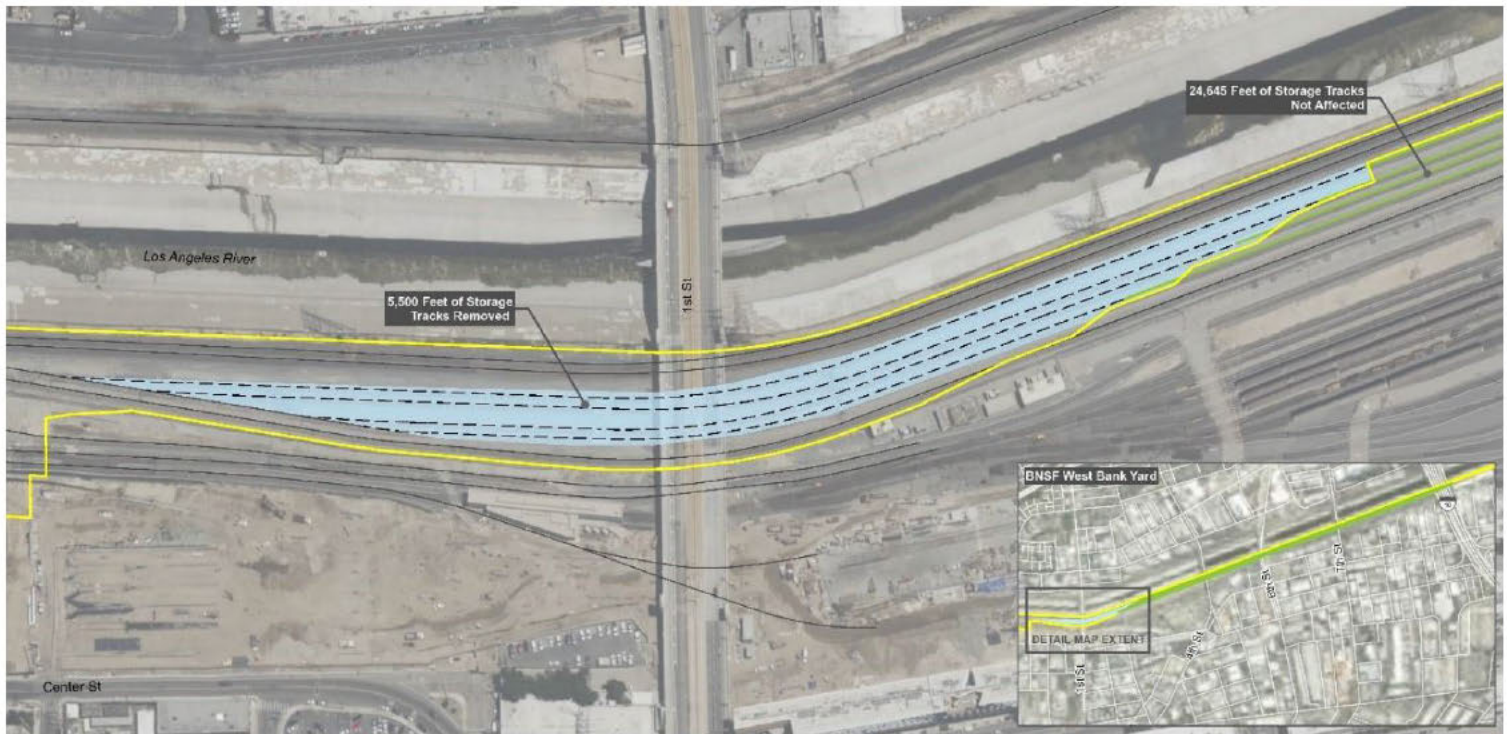 24,645 Feet of Storage Tracks
Not Affected
Los Angeles River
5,500 Feet of Storage
Tracks Removed
1st St
BNSF West Bank Yard
7th St
6th St
4th St
DETAIL MAP EXTENT
1st St
Center St